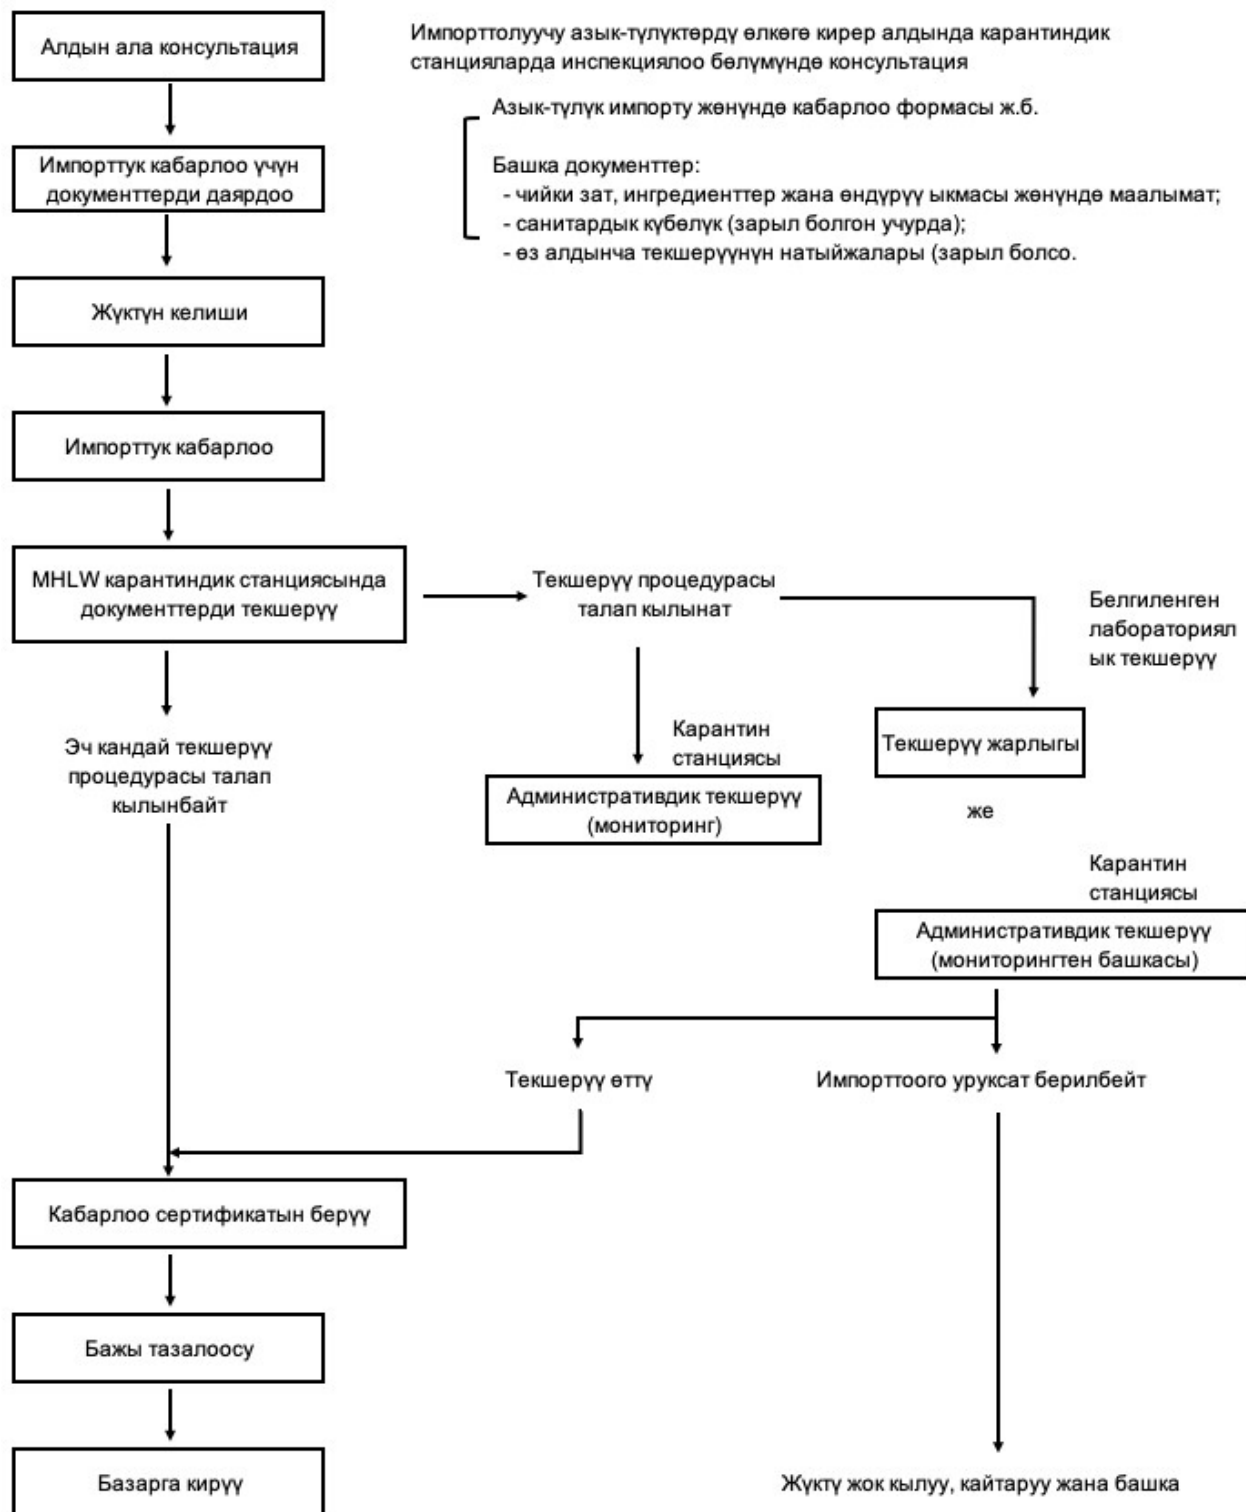 Алдын ала консультация
Импорттолуучу азык-түлүктөрдү өлкөгө кирер алдында карантиндик
станцияларда инспекциялоо бөлүмүндө консультация
Азык-түлүк импорту жөнүндө кабарлоо формасы ж.б.
Импорттук кабарлоо үчүн
документтерди даярдоо
Башка документтер:
- чийки зат, ингредиенттер жана өндүрүү ыкмасы жөнүндө маалымат;
- санитардык күбөлүк (зарыл болгон учурда);
- өз алдынча текшерүүнүн натыйжалары (зарыл болсо.
Жүктүн келиши
Импорттук кабарлоо
MHLW карантиндик станциясында
документтерди текшерүү
Текшерүү процедурасы
талап кылынат
Белгиленген
лабораториял
ык текшерүү
Эч кандай текшерүү
процедурасы талап
кылынбайт
Карантин
станциясы
Административдик текшерүү
(мониторинг)
Текшерүү жарлыгы
же
Карантин
станциясы
Административдик текшерүү
(мониторингтен башкасы)
Текшерүү өттү
Импорттоого уруксат берилбейт
Кабарлоо сертификатын берүү
Бажы тазалоосу
Базарга кирүү
Жүктү жок кылуу, кайтаруу жана башка